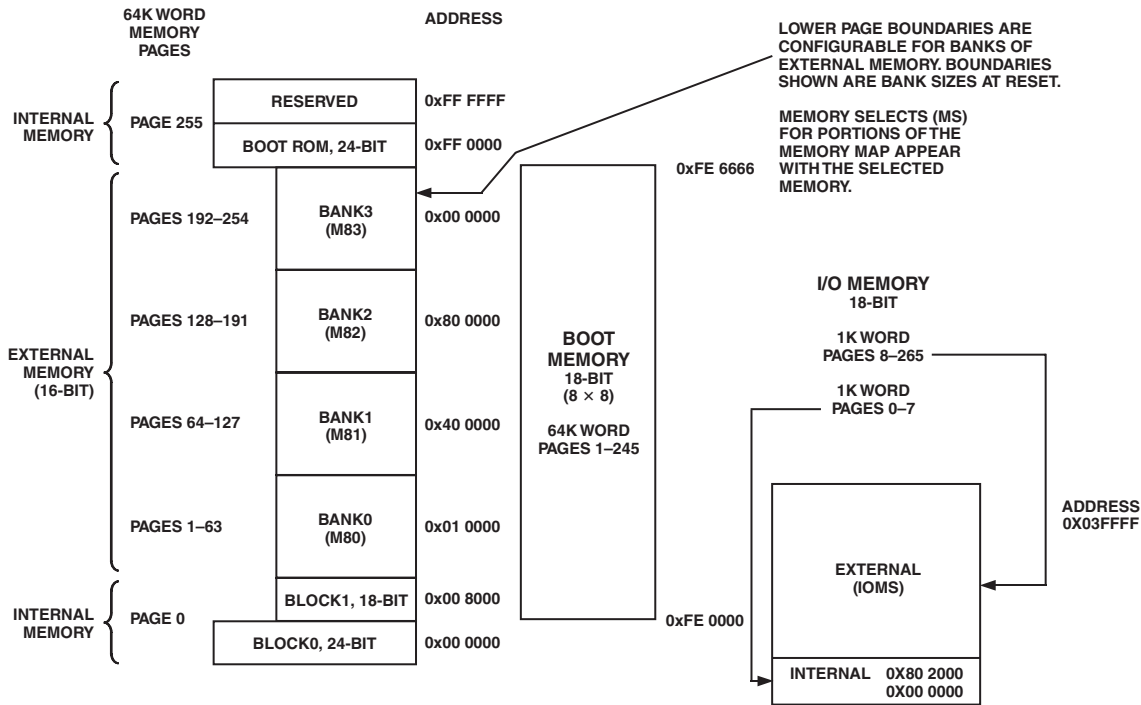 64K WORD
MEMORY
PAGES
ADDRESS
LOWER PAGE BOUNDARIES ARE
CONFIGURABLE FOR BANKS OF
EXTERNAL MEMORY. BOUNDARIES
SHOWN ARE BANK SIZES AT RESET.
MEMORY SELECTS (MS)
FOR PORTIONS OF THE
MEMORY MAP APPEAR
WITH THE SELECTED
MEMORY.
INTERNAL
MEMORY
PAGE 255
RESERVED
0xFF FFFF
BOOT ROM, 24-BIT
0xFF 0000
EXTERNAL
MEMORY
(16-BIT)
PAGES 192–254
BANK3
(M83)
0x00 0000
PAGES 128–191
BANK2
(M82)
0x80 0000
PAGES 64–127
BANK1
(M81)
0x40 0000
PAGES 1–63
BANK0
(M80)
0x01 0000
INTERNAL
MEMORY
PAGE 0
BLOCK1, 18-BIT
0x00 8000
BLOCK0, 24-BIT
0x00 0000
0xFE 6666
BOOT
MEMORY
18-BIT
(8 × 8)
64K WORD
PAGES 1–245
0xFE 0000
I/O MEMORY
18-BIT
1K WORD
PAGES 8–265
1K WORD
PAGES 0–7
ADDRESS
0X03FFFF
EXTERNAL
(IOMS)
INTERNAL 0X80 2000
0X00 0000